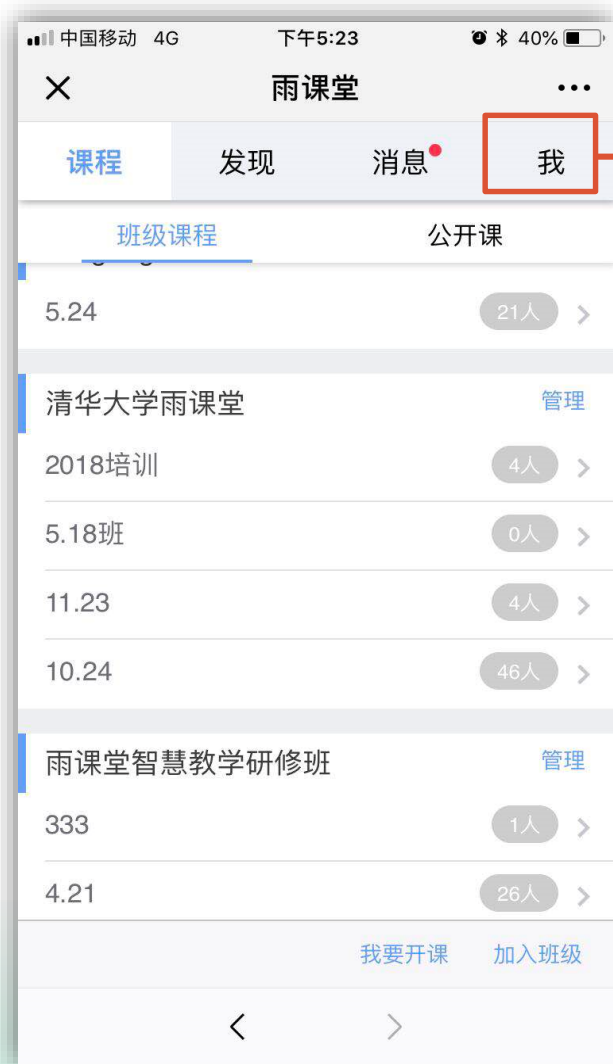 中国移动 4G 下午5:23 40%
雨课堂
课程 发现 消息 我
班级课程 公开课
5.24 21人
清华大学雨课堂 管理
2018培训 4人
5.18班 0人
11.23 4人
10.24 46人
雨课堂智慧教学研修班 管理
333 1人
4.21 26人
我要开课 加入班级